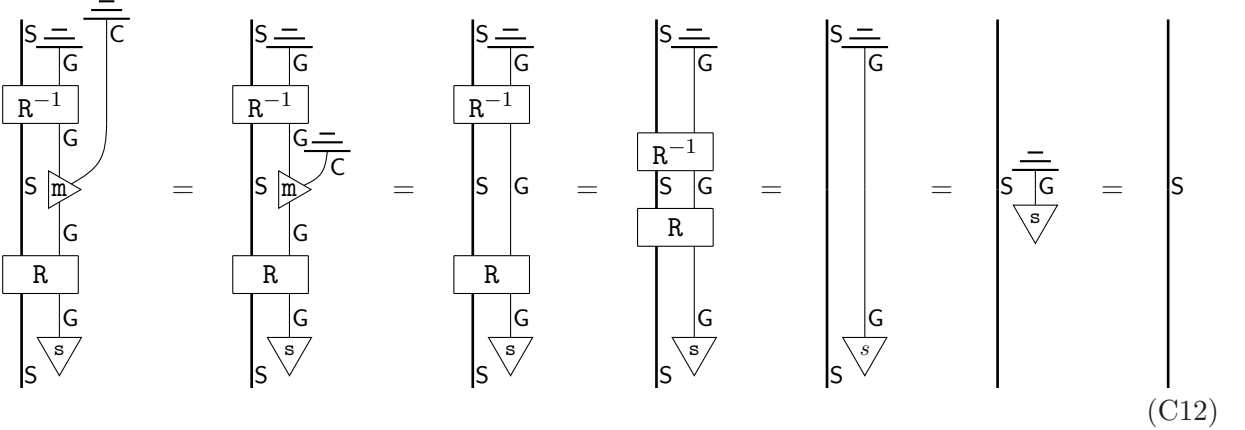 S G C S G S G S G S G
R⁻¹ R⁻¹ R⁻¹
G G C R⁻¹
S m = S m = S G = S G = = S G = S
G G R s
R R R
G G G G G
s s s s s
S S S S S
(C12)